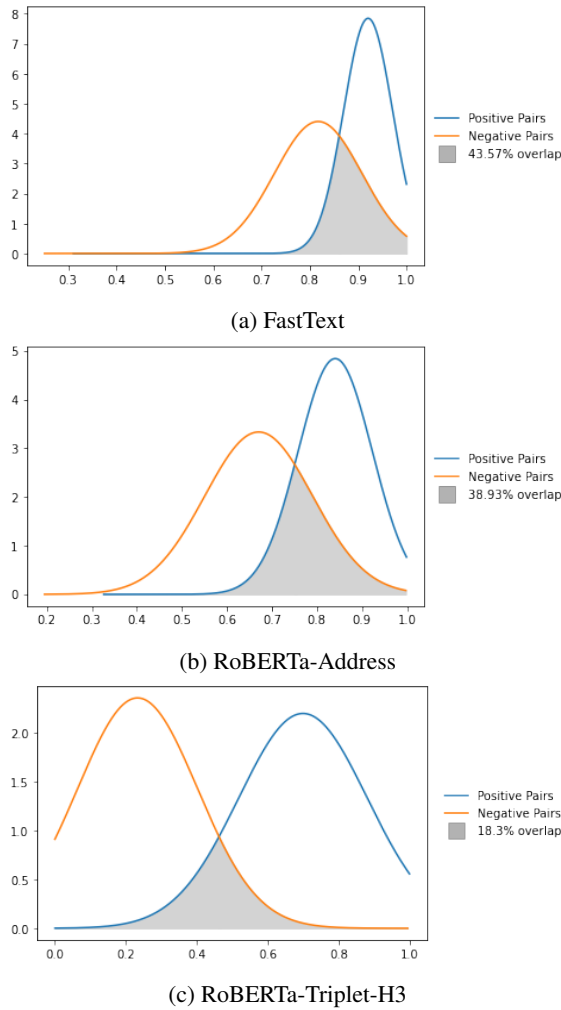 8
7
6
5
4
3
2
1
0
0.3 0.4 0.5 0.6 0.7 0.8 0.9 1.0
Positive Pairs
Negative Pairs
43.57% overlap
(a) FastText
5
4
3
2
1
0
0.2 0.3 0.4 0.5 0.6 0.7 0.8 0.9 1.0
Positive Pairs
Negative Pairs
38.93% overlap
(b) RoBERTa-Address
2.0
1.5
1.0
0.5
0.0
0.0 0.2 0.4 0.6 0.8 1.0
Positive Pairs
Negative Pairs
18.3% overlap
(c) RoBERTa-Triplet-H3